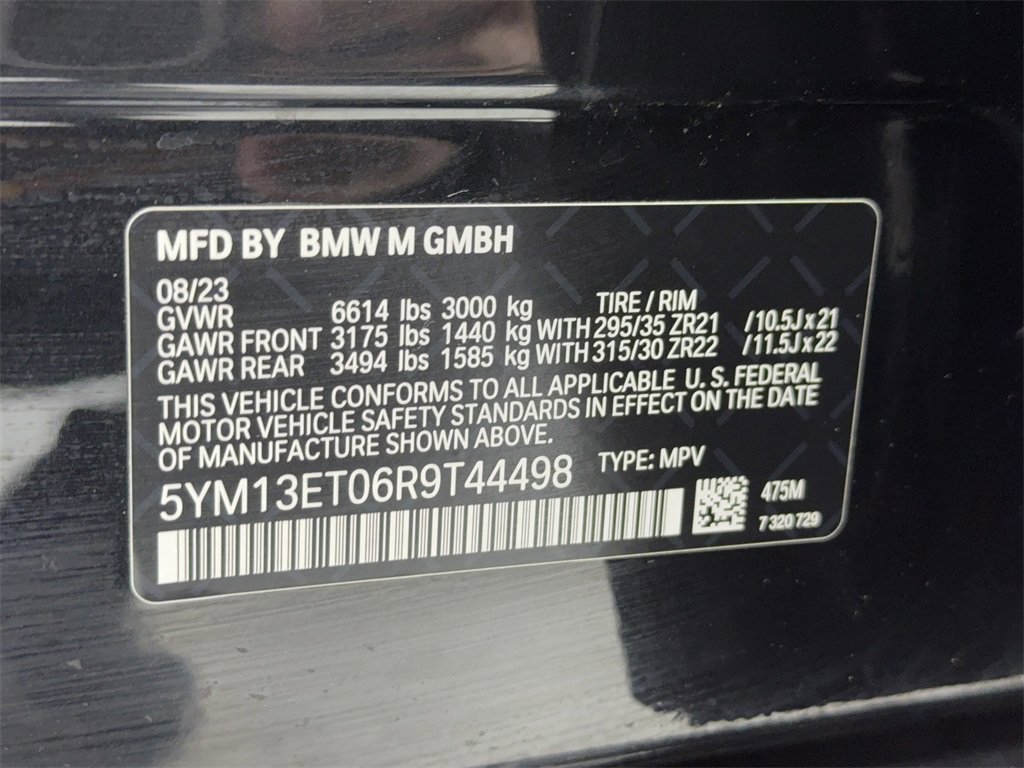 MFD BY BMW M GMBH
08/23
GVWR 6614 lbs 3000 kg TIRE / RIM
GAWR FRONT 3175 lbs 1440 kg WITH 295/35 ZR21 /10.5J x 21
GAWR REAR 3494 lbs 1585 kg WITH 315/30 ZR22 /11.5J x 22
THIS VEHICLE CONFORMS TO ALL APPLICABLE U. S. FEDERAL
MOTOR VEHICLE SAFETY STANDARDS IN EFFECT ON THE DATE
OF MANUFACTURE SHOWN ABOVE.
5YM13ET06R9T44498 TYPE: MPV
475M
7 320 729